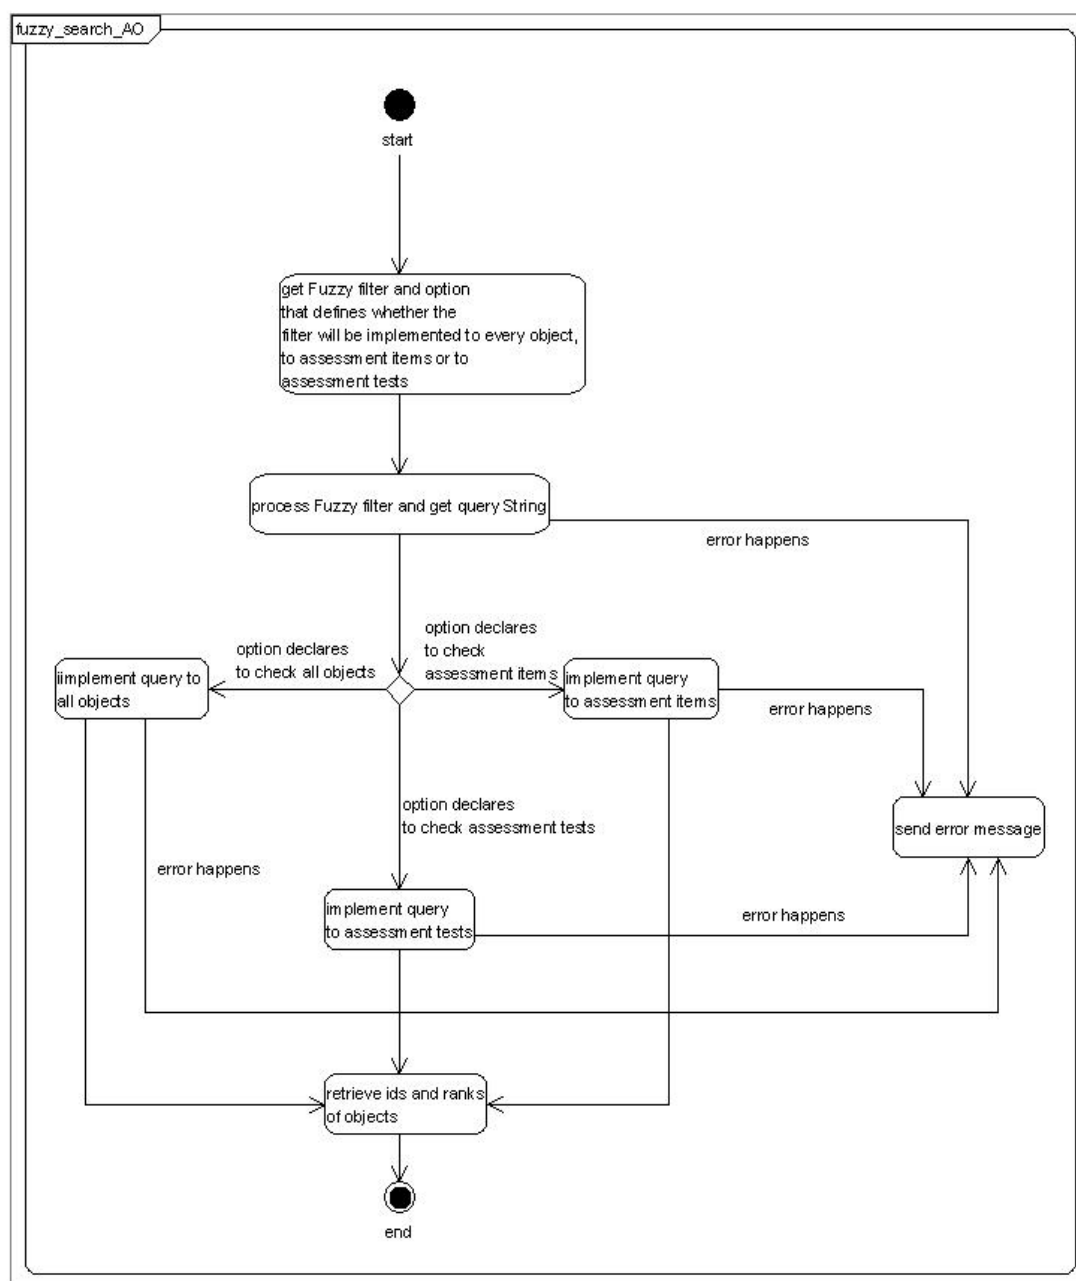 fuzzy_search_AO
start
get Fuzzy filter and option
that defines whether the
filter will be implemented to every object,
to assessment items or to
assessment tests
process Fuzzy filter and get query String
error happens
option declares
to check all objects
option declares
to check
assessment items
iimplement query to
all objects
implement query
to assessment items
error happens
option declares
to check assessment tests
send error message
error happens
implement query
to assessment tests
error happens
retrieve ids and ranks
of objects
end